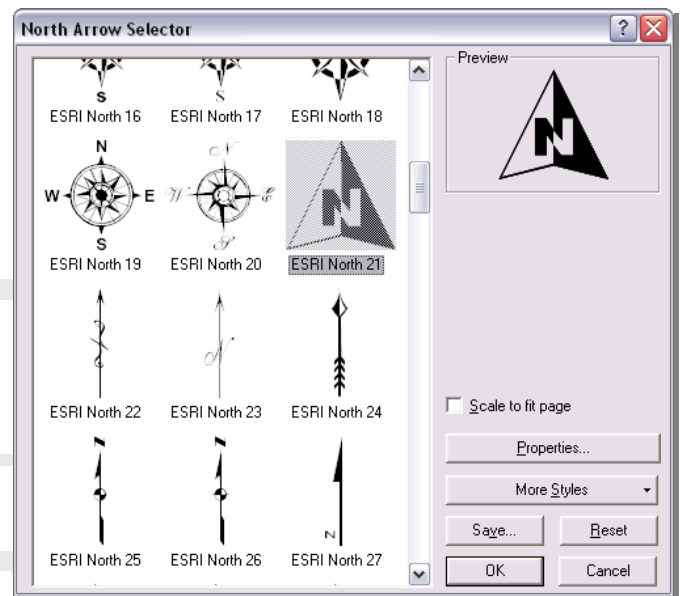 North Arrow Selector
S S
ESRI North 16 ESRI North 17 ESRI North 18
N N
W E W E
S S
ESRI North 19 ESRI North 20 ESRI North 21
N
N
ESRI North 22 ESRI North 23 ESRI North 24
N N
N
ESRI North 25 ESRI North 26 ESRI North 27
Preview
N
Scale to fit page
Properties...
More Styles
Save... Reset
OK Cancel